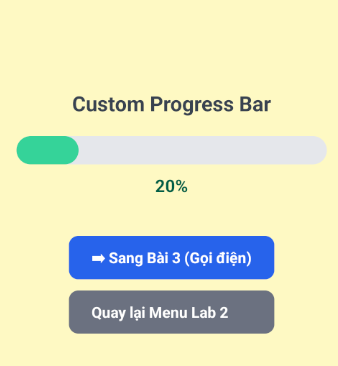 Custom Progress Bar
20%
➡ Sang Bài 3 (Gọi điện)
Quay lại Menu Lab 2